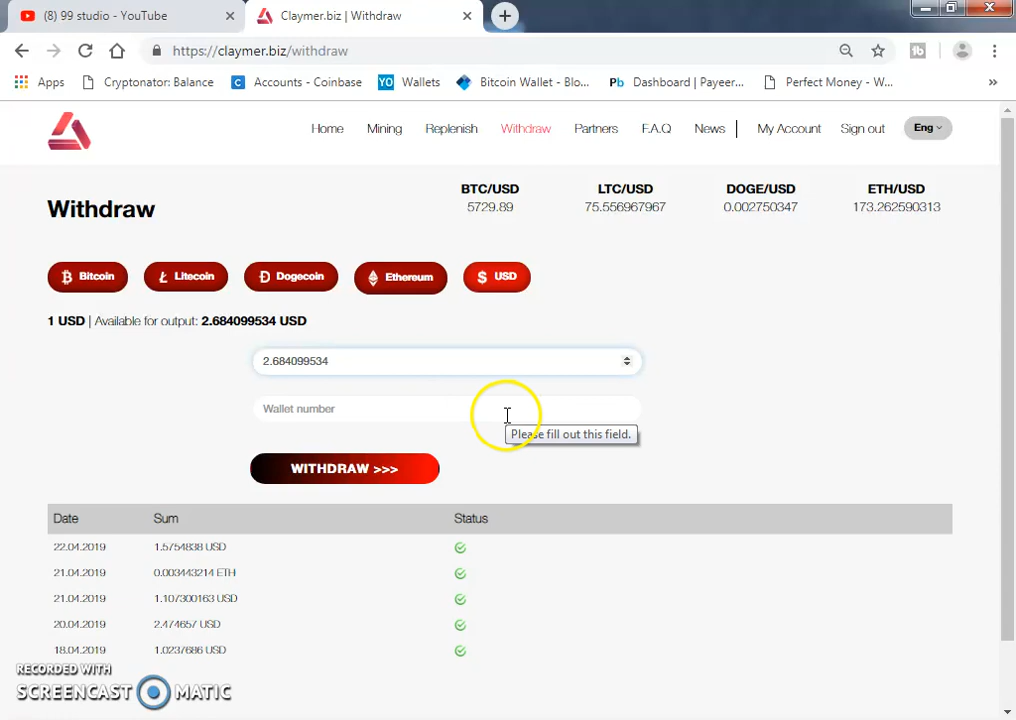 (8) 99 studio - YouTube
Claymer.biz | Withdraw
https://claymer.biz/withdraw
Apps
Cryptonator: Balance
Accounts - Coinbase
Wallets
Bitcoin Wallet - Blo...
Dashboard | Payeer...
Perfect Money - W...
»
Home Mining Replenish Withdraw Partners F.A.Q News | My Account Sign out Eng
Withdraw
BTC/USD LTC/USD DOGE/USD ETH/USD
5729.89 75.556967967 0.002750347 173.262590313
Bitcoin Litecoin Dogecoin Ethereum $ USD
1 USD | Available for output: 2.684099534 USD
2.684099534
Wallet number
Please fill out this field.
WITHDRAW >>>
Date Sum Status
22.04.2019 1.5754838 USD
21.04.2019 0.003443214 ETH
21.04.2019 1.107300163 USD
20.04.2019 2.474657 USD
18.04.2019 1.0237686 USD
RECORDED WITH
SCREENCAST MATIC